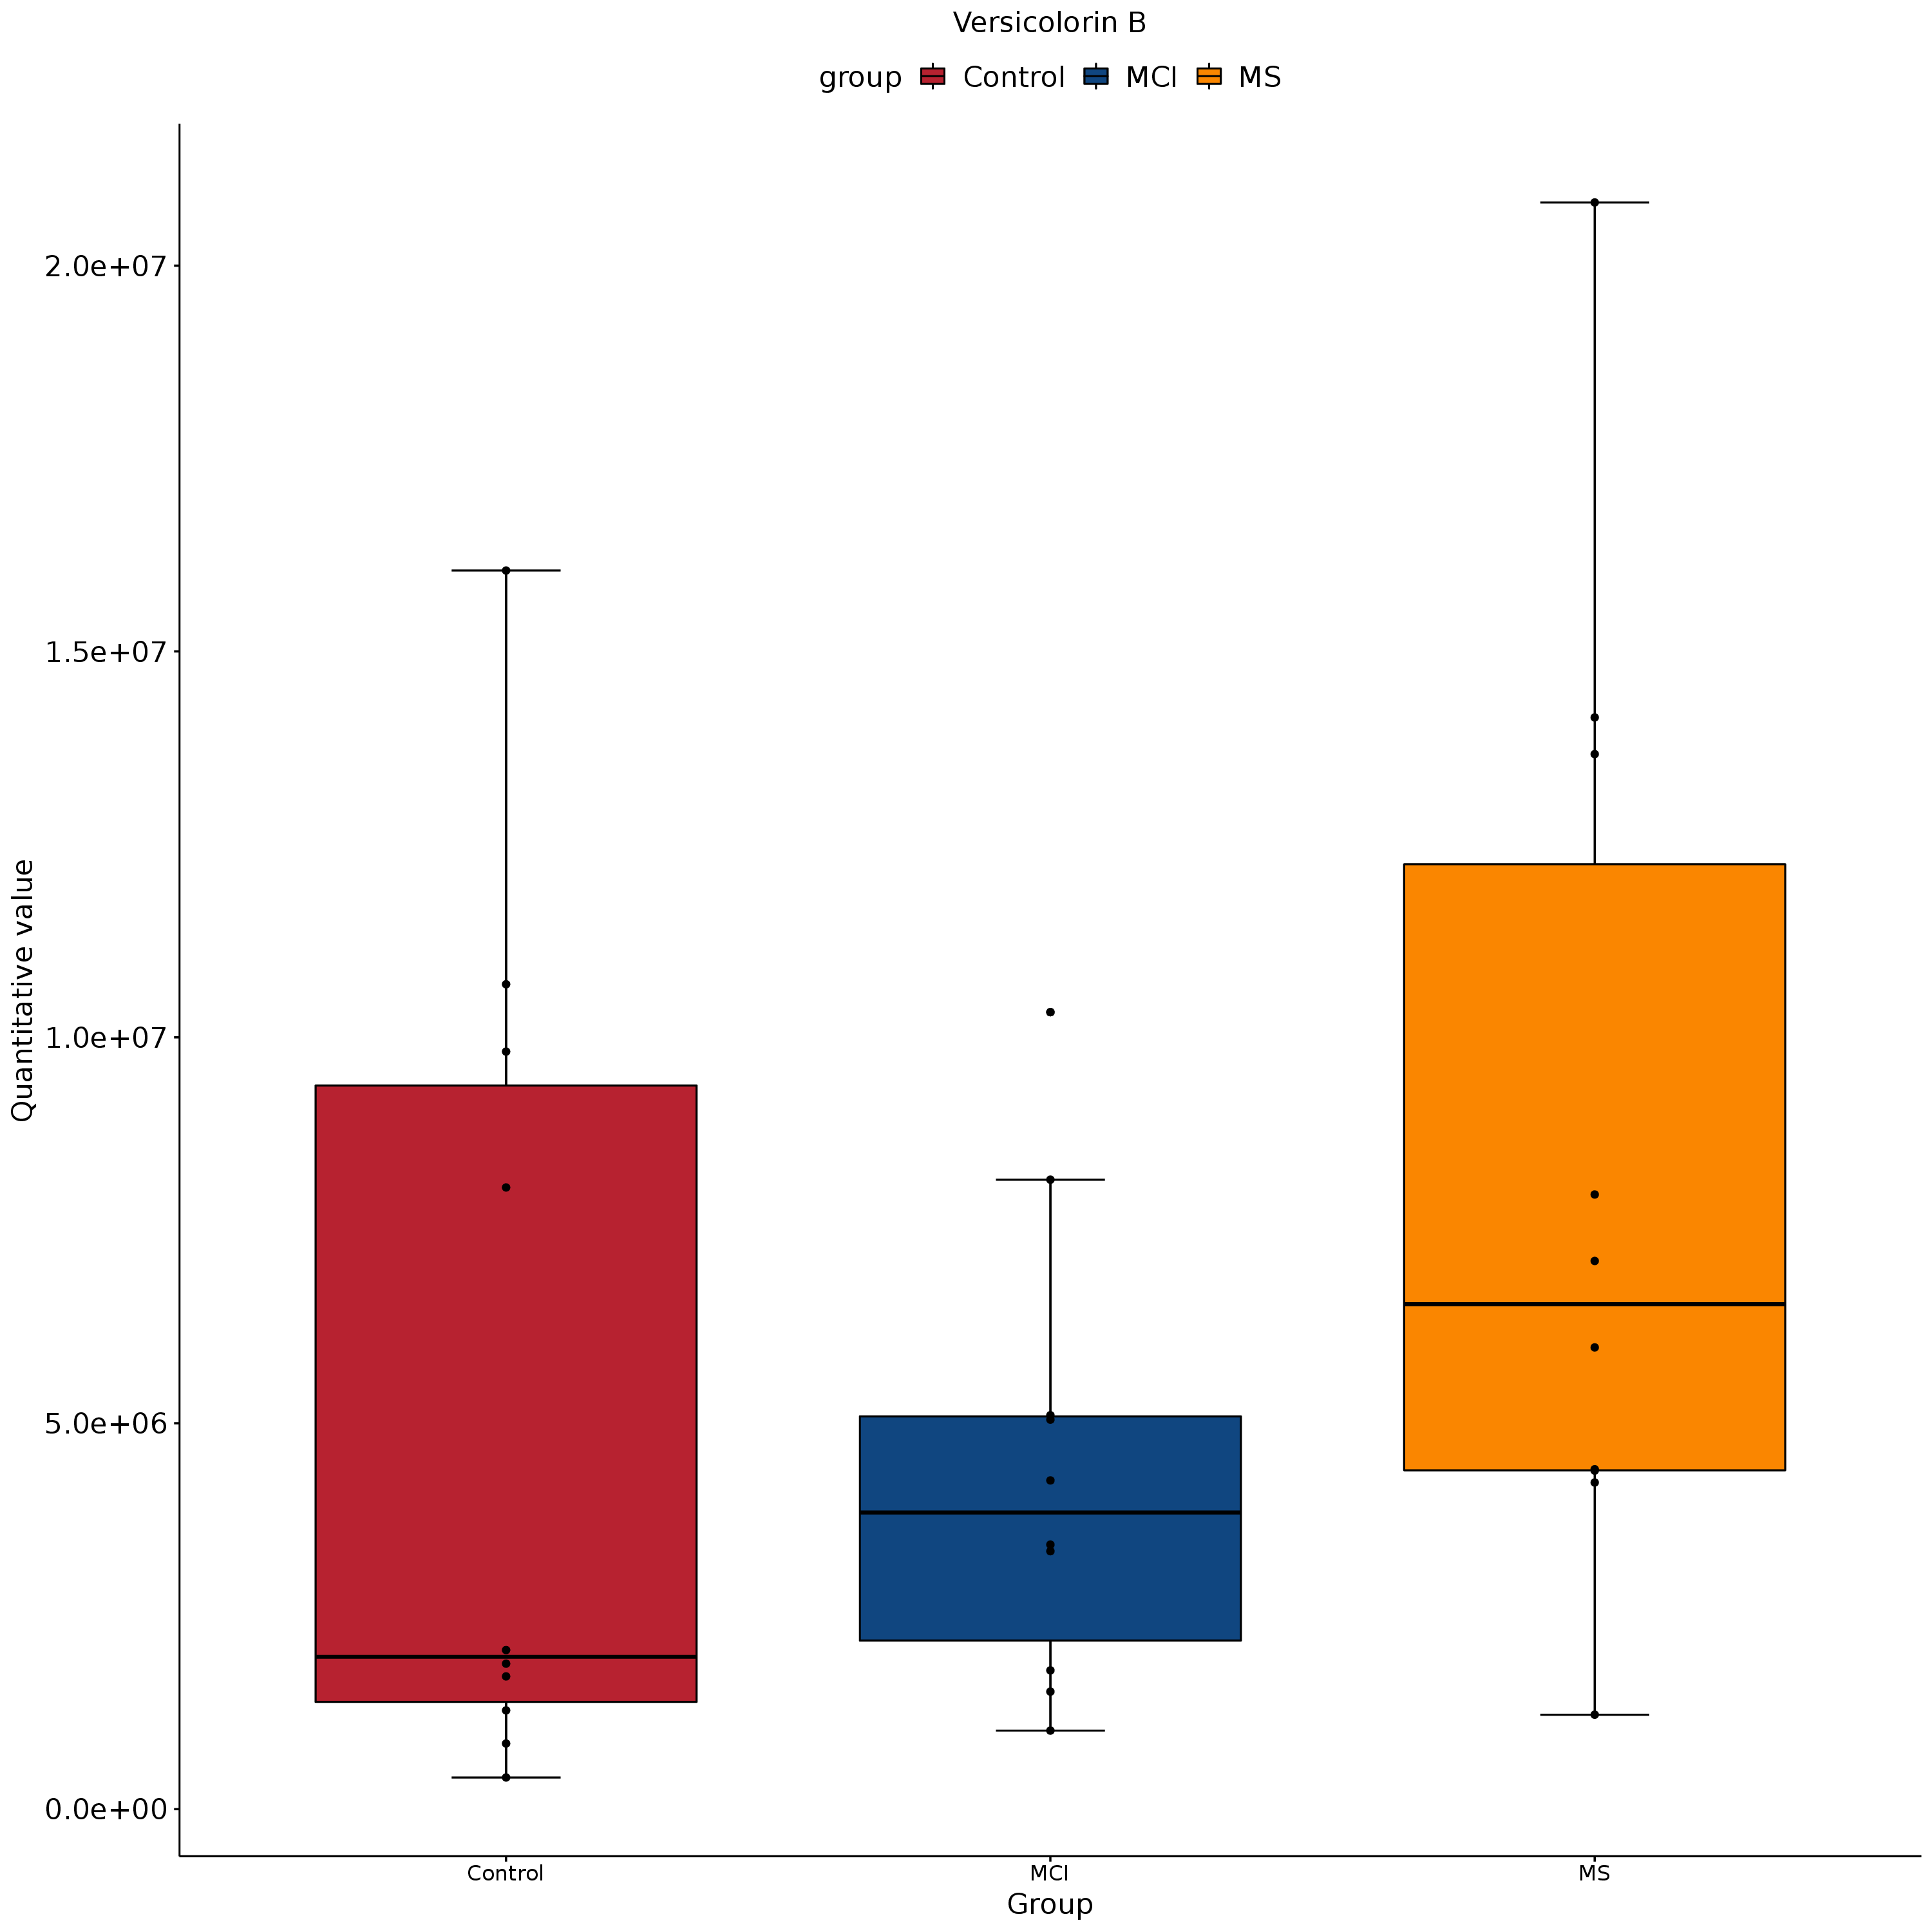 Versicolorin B
group Control MCI MS
Quantitative value
2.0e+07
1.5e+07
1.0e+07
5.0e+06
0.0e+00
Control MCI MS
Group